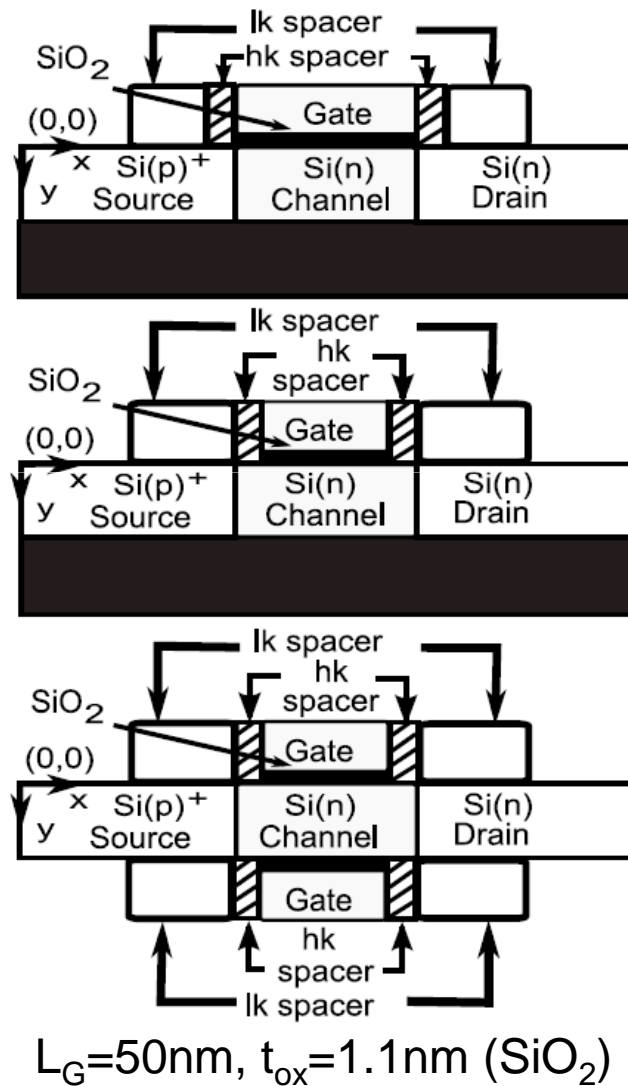 lk spacer
hk spacer
SiO₂
Gate
(0,0)
x Si(p)⁺ Si(n) Si(n)
y Source Channel Drain
lk spacer
hk
spacer
SiO₂
Gate
(0,0)
x Si(p)⁺ Si(n) Si(n)
y Source Channel Drain
lk spacer
hk
spacer
SiO₂
Gate
(0,0)
x Si(p)⁺ Si(n) Si(n)
y Source Channel Drain
Gate
hk
spacer
lk spacer
L_G=50nm, t_ox=1.1nm (SiO₂)